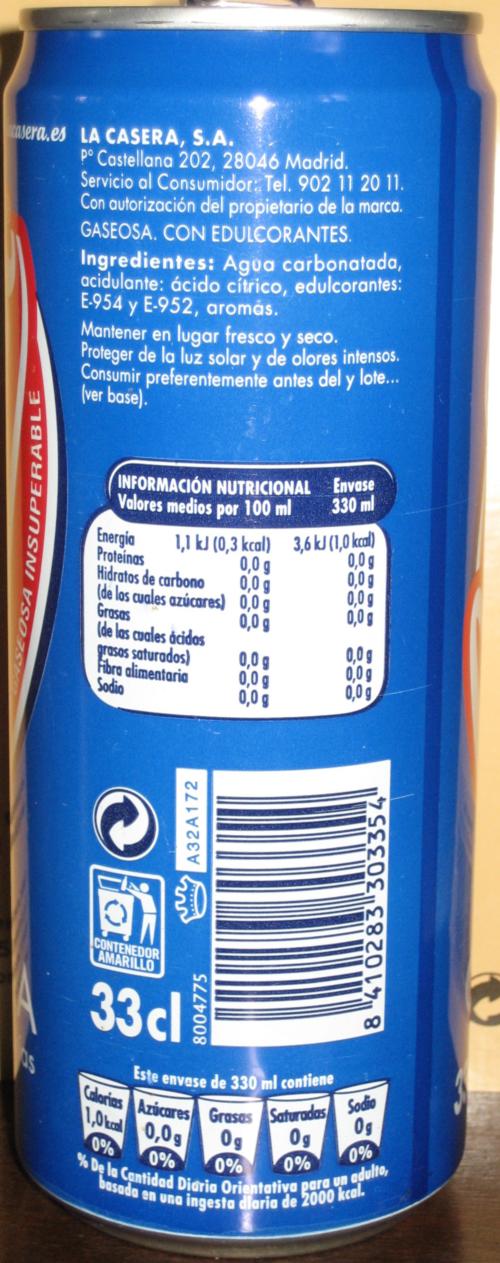 casera.es
LA CASERA, S.A.
Pº Castellana 202, 28046 Madrid.
Servicio al Consumidor: Tel. 902 11 20 11.
Con autorización del propietario de la marca.
GASEOSA. CON EDULCORANTES.
Ingredientes: Agua carbonatada,
acidulante: ácido cítrico, edulcorantes:
E-954 y E-952, aromas.
Mantener en lugar fresco y seco.
Proteger de la luz solar y de olores intensos.
Consumir preferentemente antes del y lote...
(ver base).
GASEOSA INSUPERABLE
INFORMACIÓN NUTRICIONAL Envase
Valores medios por 100 ml 330 ml
Energía 1,1 kJ (0,3 kcal) 3,6 kJ (1,0 kcal)
Proteínas 0,0 g 0,0 g
Hidratos de carbono 0,0 g 0,0 g
(de los cuales azúcares) 0,0 g 0,0 g
Grasas 0,0 g 0,0 g
(de las cuales ácidos
grasos saturados) 0,0 g 0,0 g
Fibra alimentaria 0,0 g 0,0 g
Sodio 0,0 g 0,0 g
A32A172
CONTENEDOR
AMARILLO
33 cl
8004775
8 410283 303354
Este envase de 330 ml contiene
Calorías Azúcares Grasas Saturadas Sodio
1,0 kcal 0,0 g 0g 0g 0g
0% 0% 0% 0% 0%
% De la Cantidad Diaria Orientativa para un adulto,
basada en una ingesta diaria de 2000 kcal.